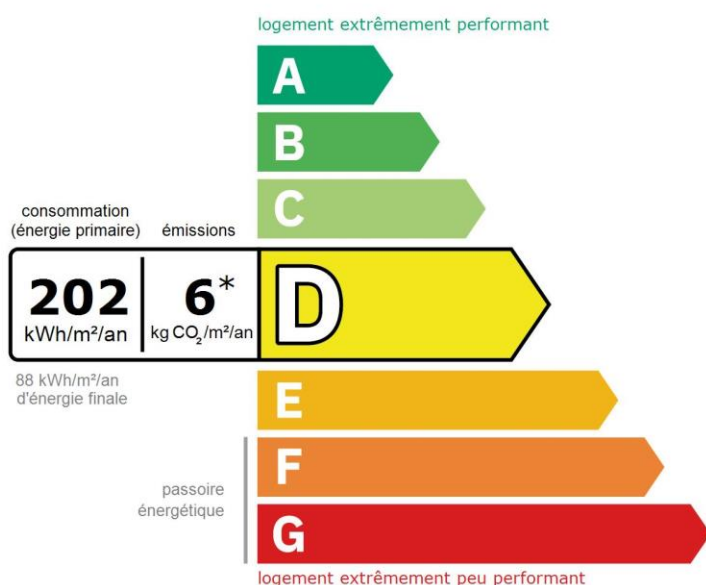 logement extrêmement performant
A
B
C
consommation
(énergie primaire)
émissions
202
kWh/m²/an
6*
kg CO₂/m²/an
D
88 kWh/m²/an
d'énergie finale
E
F
passoire
énergétique
G
logement extrêmement peu performant